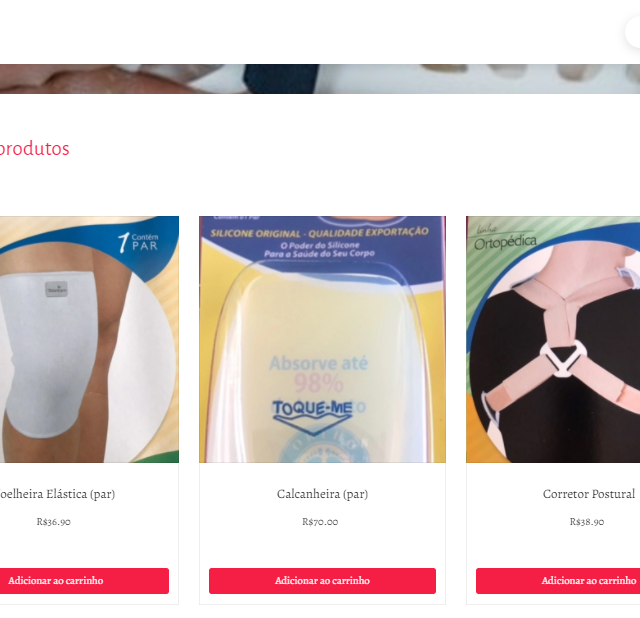 produtos
1 Contém
PAR
SILICONE ORIGINAL - QUALIDADE EXPORTAÇÃO
O Poder do Silicone
Para a Saúde do Seu Corpo
Absorve até
98%
TOQUE-ME
Linha
Ortopédica
oelheira Elástica (par)
R$36.90
Adicionar ao carrinho
Calcanheira (par)
R$70.00
Adicionar ao carrinho
Corretor Postural
R$38.90
Adicionar ao carrinho